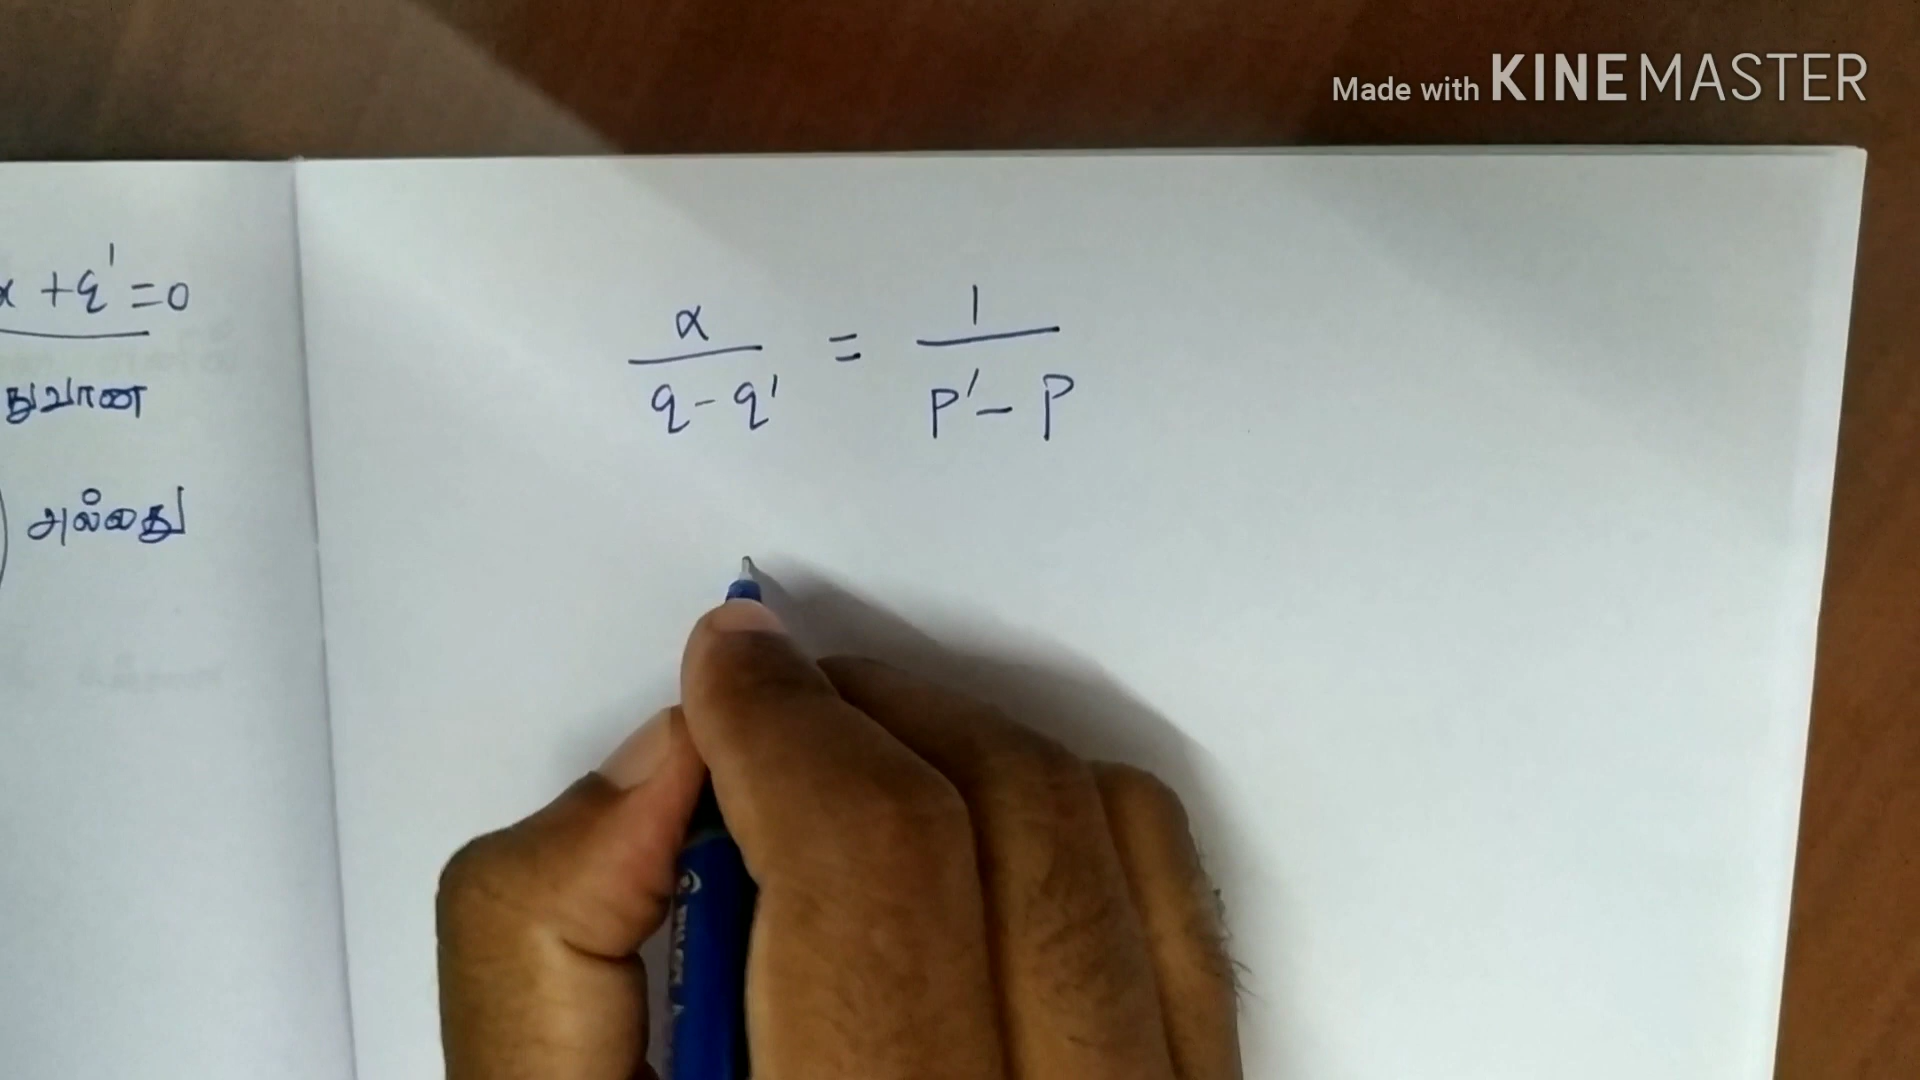 Made with KINEMASTER
x + q' = 0
துவான
அல்லது
α / (q - q') = 1 / (p' - p)